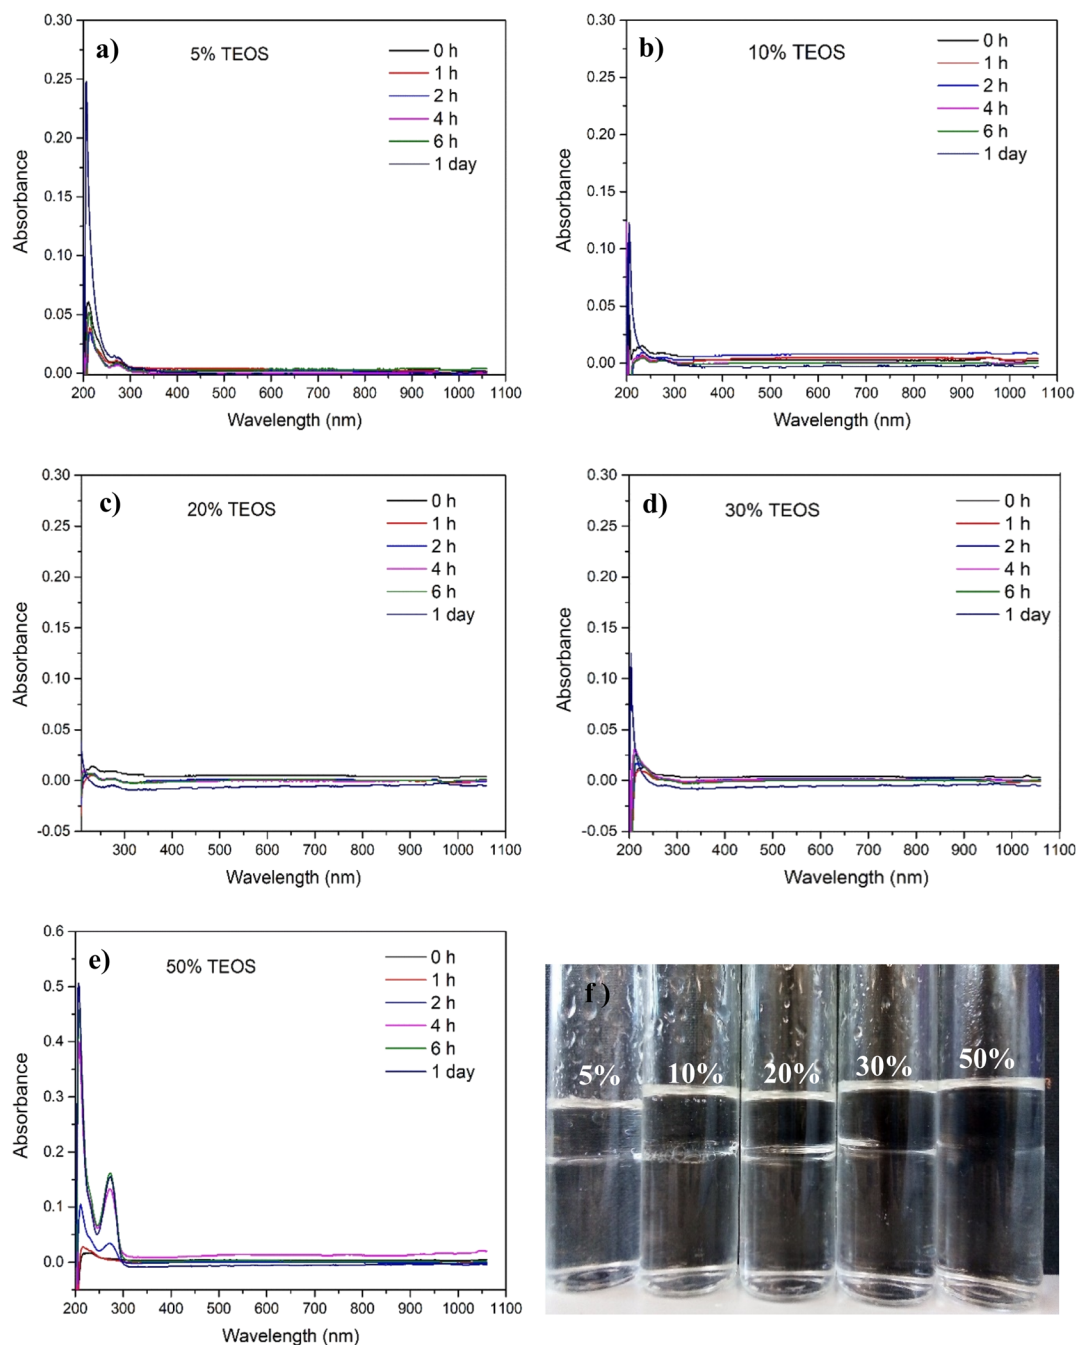 a)
5% TEOS
0 h
1 h
2 h
4 h
6 h
1 day
0.30
0.25
0.20
0.15
0.10
0.05
0.00
Absorbance
200 300 400 500 600 700 800 900 1000 1100
Wavelength (nm)
b)
10% TEOS
0 h
1 h
2 h
4 h
6 h
1 day
0.30
0.25
0.20
0.15
0.10
0.05
0.00
Absorbance
200 300 400 500 600 700 800 900 1000 1100
Wavelength (nm)
c)
20% TEOS
0 h
1 h
2 h
4 h
6 h
1 day
0.30
0.25
0.20
0.15
0.10
0.05
0.00
-0.05
Absorbance
300 400 500 600 700 800 900 1000 1100
Wavelength (nm)
d)
30% TEOS
0 h
1 h
2 h
4 h
6 h
1 day
0.30
0.25
0.20
0.15
0.10
0.05
0.00
-0.05
Absorbance
200 300 400 500 600 700 800 900 1000 1100
Wavelength (nm)
e)
50% TEOS
0 h
1 h
2 h
4 h
6 h
1 day
0.6
0.5
0.4
0.3
0.2
0.1
0.0
Absorbance
200 300 400 500 600 700 800 900 1000 1100
Wavelength (nm)
f )
5% 10% 20% 30% 50%